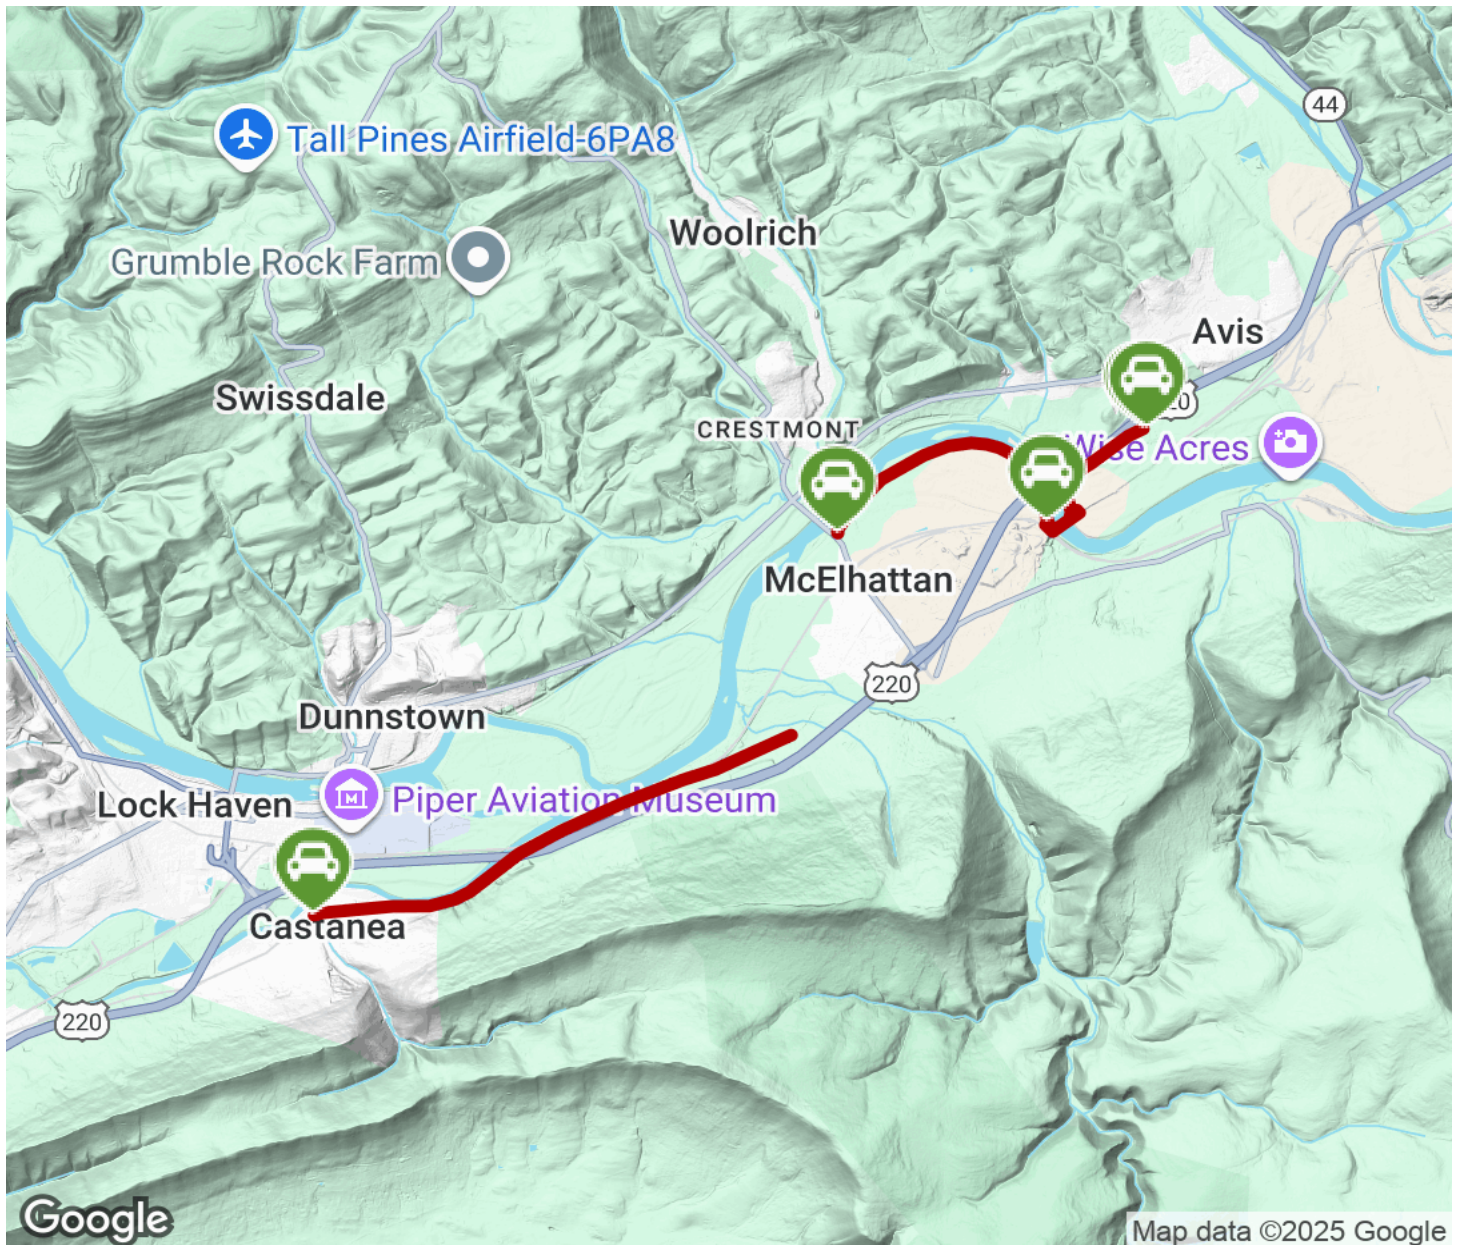 44
Tall Pines Airfield-6PA8
Woolrich
Grumble Rock Farm
Avis
Swissdale
20
CRESTMONT
Wise Acres
McElhattan
220
Dunnstown
Lock Haven
M
Piper Aviation Museum
Castanea
220
Google
Map data ©2025 Google